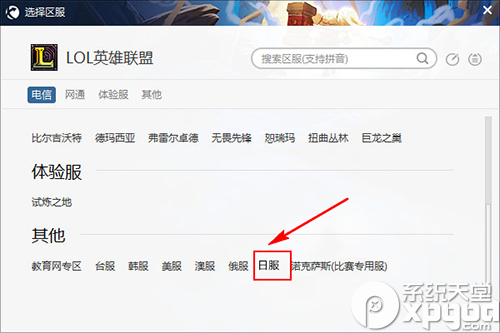 选择区服
LOL英雄联盟
搜索区服(支持拼音)
电信 网通 体验服 其他
比尔吉沃特 德玛西亚 弗雷尔卓德 无畏先锋 恕瑞玛 扭曲丛林 巨龙之巢
体验服
试炼之地
其他
教育网专区 台服 韩服 美服 澳服 俄服 日服 诺克萨斯(比赛专用服)
系统天堂
xpgod